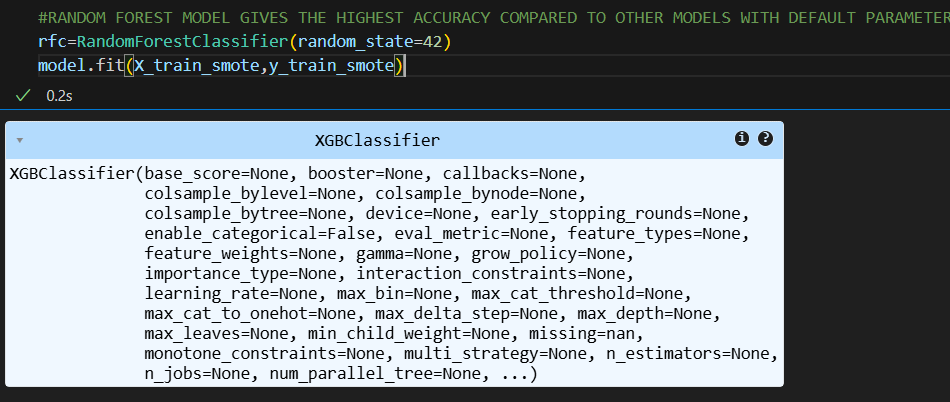 #RANDOM FOREST MODEL GIVES THE HIGHEST ACCURACY COMPARED TO OTHER MODELS WITH DEFAULT PARAMETER
rfc=RandomForestClassifier(random_state=42)
model.fit(X_train_smote,y_train_smote)
0.2s
XGBClassifier
XGBClassifier(base_score=None, booster=None, callbacks=None,
colsample_bylevel=None, colsample_bynode=None,
colsample_bytree=None, device=None, early_stopping_rounds=None,
enable_categorical=False, eval_metric=None, feature_types=None,
feature_weights=None, gamma=None, grow_policy=None,
importance_type=None, interaction_constraints=None,
learning_rate=None, max_bin=None, max_cat_threshold=None,
max_cat_to_onehot=None, max_delta_step=None, max_depth=None,
max_leaves=None, min_child_weight=None, missing=nan,
monotone_constraints=None, multi_strategy=None, n_estimators=None,
n_jobs=None, num_parallel_tree=None, ...)